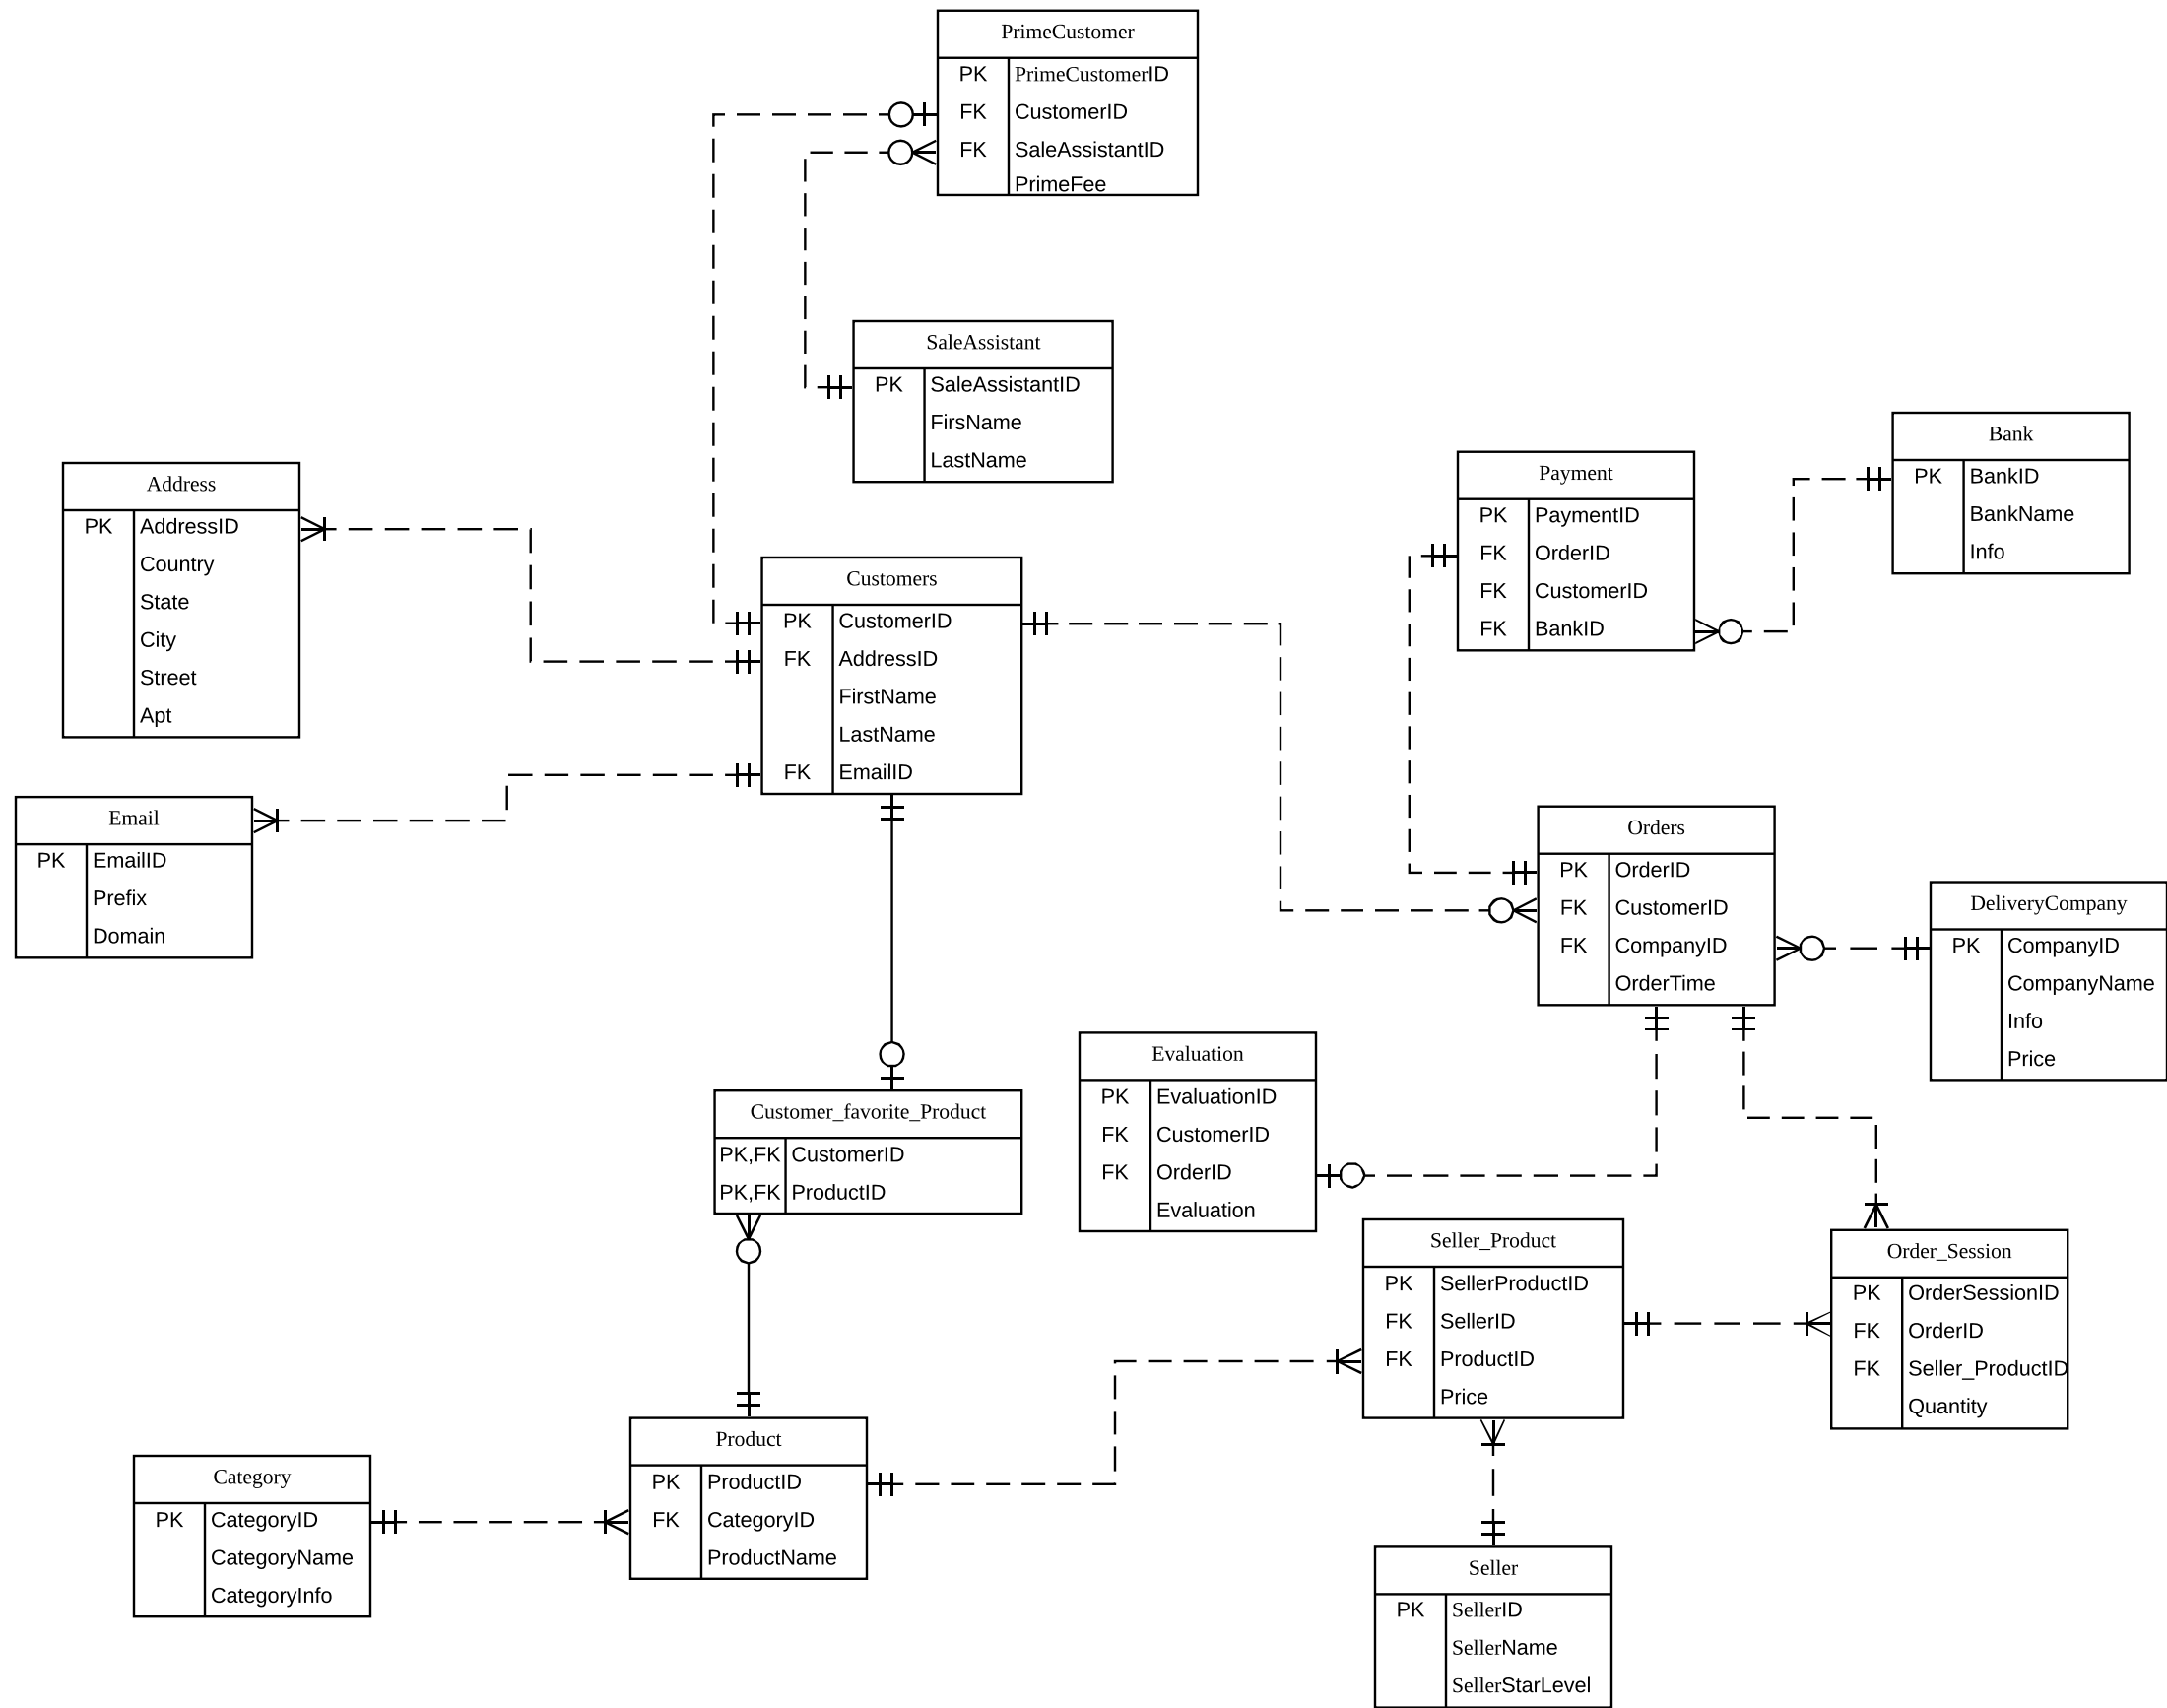 PrimeCustomer
PK PrimeCustomerID
FK CustomerID
FK SaleAssistantID
PrimeFee
SaleAssistant
PK SaleAssistantID
FirsName
LastName
Bank
PK BankID
BankName
Info
Payment
PK PaymentID
FK OrderID
FK CustomerID
FK BankID
Address
PK AddressID
Country
State
City
Street
Apt
Customers
PK CustomerID
FK AddressID
FirstName
LastName
FK EmailID
Email
PK EmailID
Prefix
Domain
Orders
PK OrderID
FK CustomerID
FK CompanyID
OrderTime
DeliveryCompany
PK CompanyID
CompanyName
Info
Price
Evaluation
PK EvaluationID
FK CustomerID
FK OrderID
Evaluation
Customer_favorite_Product
PK,FK CustomerID
PK,FK ProductID
Seller_Product
PK SellerProductID
FK SellerID
FK ProductID
Price
Order_Session
PK OrderSessionID
FK OrderID
FK Seller_ProductID
Quantity
Product
PK ProductID
FK CategoryID
ProductName
Category
PK CategoryID
CategoryName
CategoryInfo
Seller
PK SellerID
SellerName
SellerStarLevel